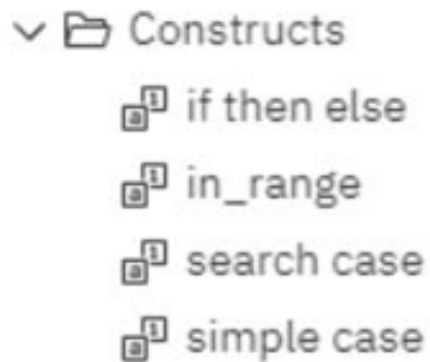 Constructs
if then else
in_range
search case
simple case